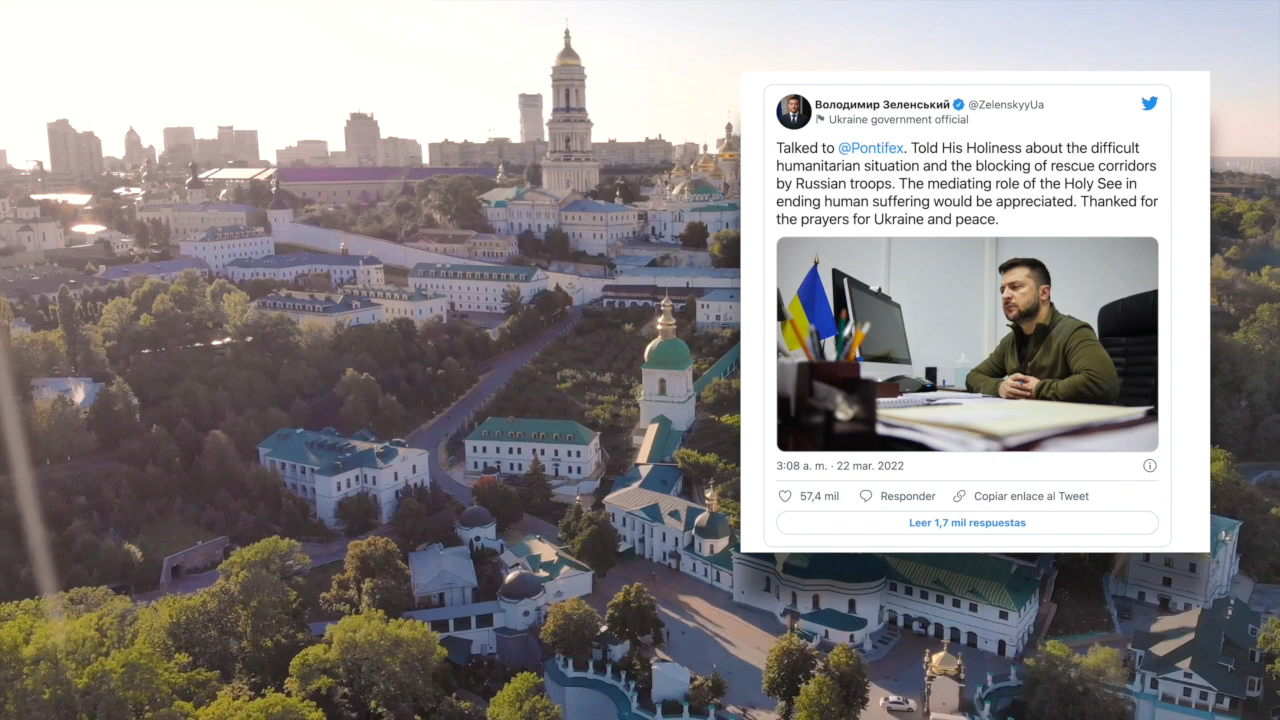 Володимир Зеленський @ZelenskyyUa
Ukraine government official
Talked to @Pontifex. Told His Holiness about the difficult
humanitarian situation and the blocking of rescue corridors
by Russian troops. The mediating role of the Holy See in
ending human suffering would be appreciated. Thanked for
the prayers for Ukraine and peace.
3:08 a. m. · 22 mar. 2022
57,4 mil Responder Copiar enlace al Tweet
Leer 1,7 mil respuestas